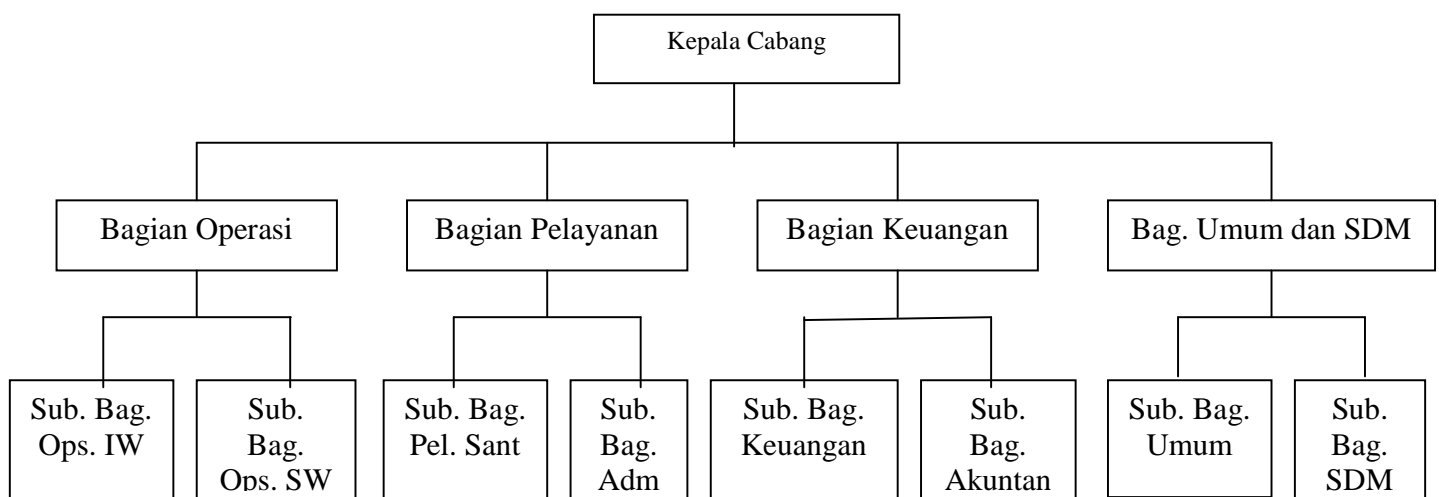 Kepala Cabang
Bagian Operasi
Bagian Pelayanan
Bagian Keuangan
Bag. Umum dan SDM
Sub. Bag.
Ops. IW
Sub.
Bag.
Ops. SW
Sub. Bag.
Pel. Sant
Sub.
Bag.
Adm
Sub. Bag.
Keuangan
Sub.
Bag.
Akuntan
Sub. Bag.
Umum
Sub.
Bag.
SDM